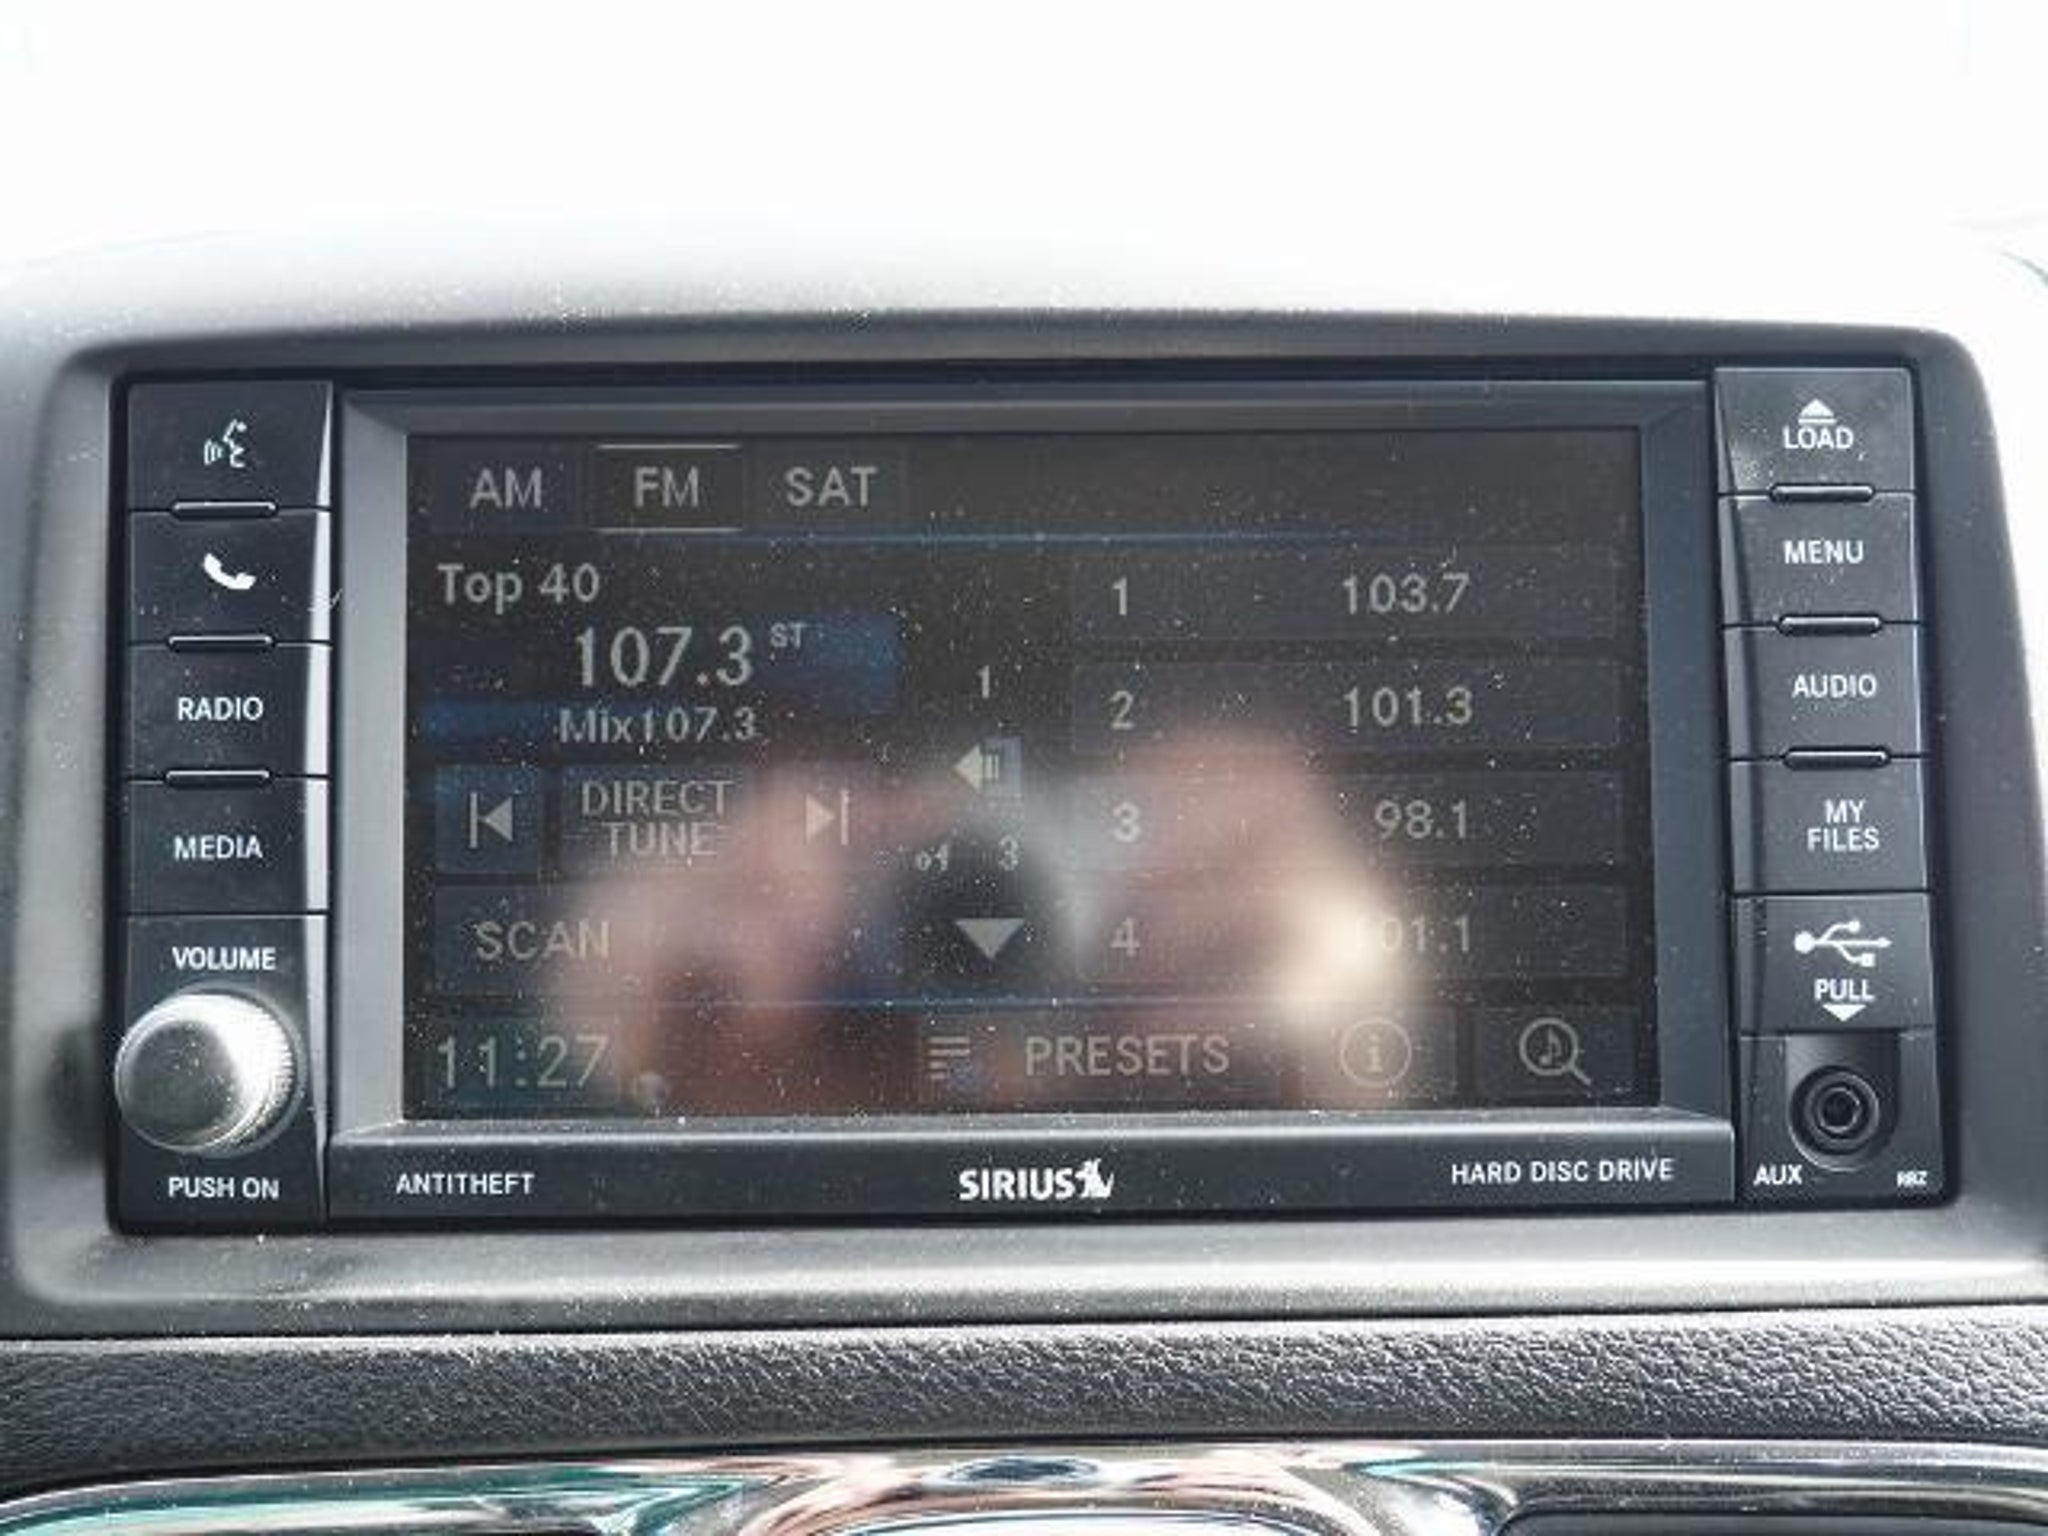 LOAD
AM FM SAT
MENU
Top 40
1 103.7
107.3 ST
1
RADIO
2 101.3
AUDIO
Mix107.3
DIRECT
TUNE
3 98.1
MY
FILES
MEDIA
of 3
SCAN
4
VOLUME
PULL
11:27
PRESETS
i
PUSH ON
ANTITHEFT
SIRIUS
HARD DISC DRIVE
AUX
RBZ